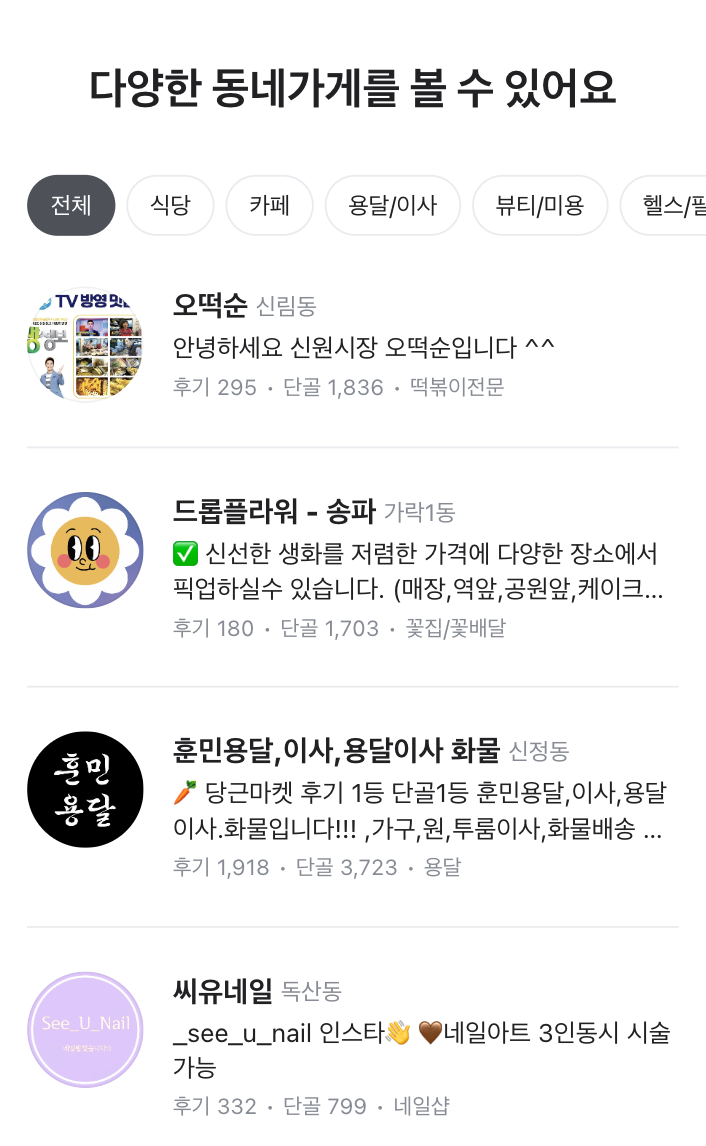 다양한 동네가게를 볼 수 있어요
전체 식당 카페 용달/이사 뷰티/미용 헬스/필
TV 방영 맛
오떡순 신림동
안녕하세요 신원시장 오떡순입니다 ^^
후기 295 · 단골 1,836 · 떡볶이전문
드롭플라워 - 송파 가락1동
✅ 신선한 생화를 저렴한 가격에 다양한 장소에서
픽업하실수 있습니다. (매장,역앞,공원앞,케이크...
후기 180 · 단골 1,703 · 꽃집/꽃배달
훈민
용달
훈민용달,이사,용달이사 화물 신정동
🥕 당근마켓 후기 1등 단골1등 훈민용달,이사,용달
이사.화물입니다!!! ,가구,원,투룸이사,화물배송 ...
후기 1,918 · 단골 3,723 · 용달
See_U_Nail
씨유네일 독산동
_see_u_nail 인스타👋 🤎네일아트 3인동시 시술
가능
후기 332 · 단골 799 · 네일샵